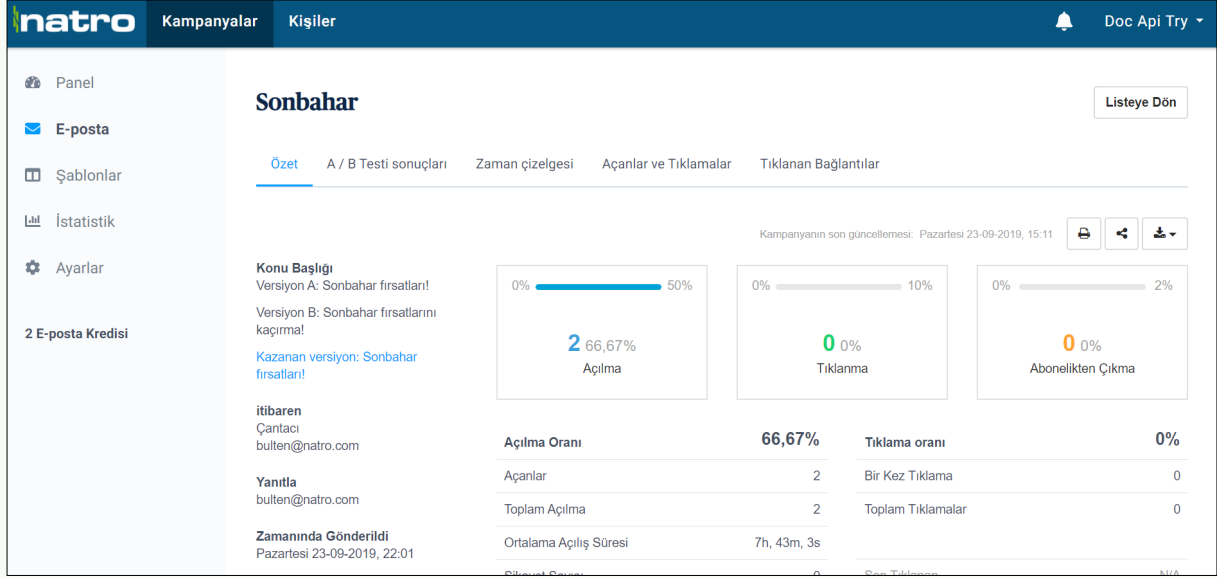 natro
Kampanyalar
Kişiler
Doc Api Try
Panel
E-posta
Şablonlar
İstatistik
Ayarlar
2 E-posta Kredisi
Sonbahar
Listeye Dön
Özet
A / B Testi sonuçları
Zaman çizelgesi
Açanlar ve Tıklamalar
Tıklanan Bağlantılar
Kampanyanın son güncellemesi: Pazartesi 23-09-2019, 15:11
Konu Başlığı
Versiyon A: Sonbahar fırsatları!
Versiyon B: Sonbahar fırsatlarını
kaçırma!
Kazanan versiyon: Sonbahar
fırsatları!
itibaren
Çantacı
bulten@natro.com
Yanıtla
bulten@natro.com
Zamanında Gönderildi
Pazartesi 23-09-2019, 22:01
0% 50%
2 66,67%
Açılma
0% 10%
0 0%
Tıklanma
0% 2%
0 0%
Abonelikten Çıkma
Açılma Oranı 66,67%
Açanlar 2
Toplam Açılma 2
Ortalama Açılış Süresi 7h, 43m, 3s
Şikayet Sayısı 0
Tıklama oranı 0%
Bir Kez Tıklama 0
Toplam Tıklamalar 0
Son Tıklanan N/A